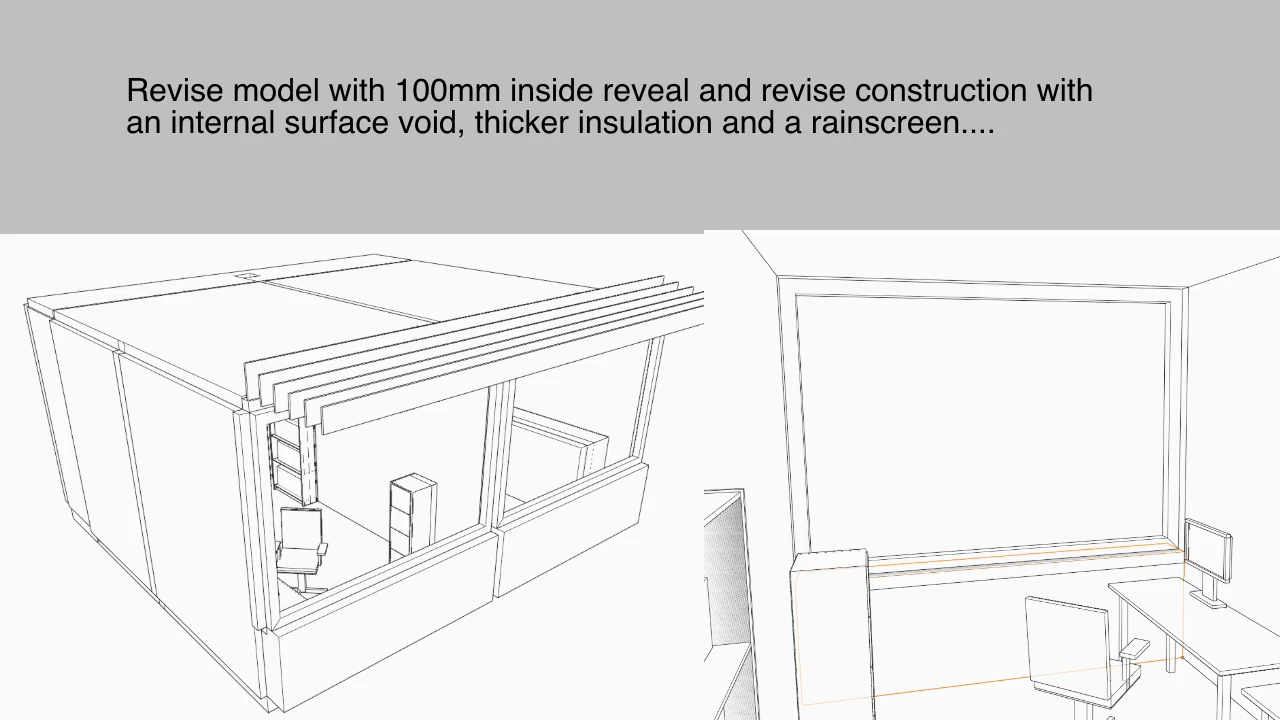 Revise model with 100mm inside reveal and revise construction with
an internal surface void, thicker insulation and a rainscreen....